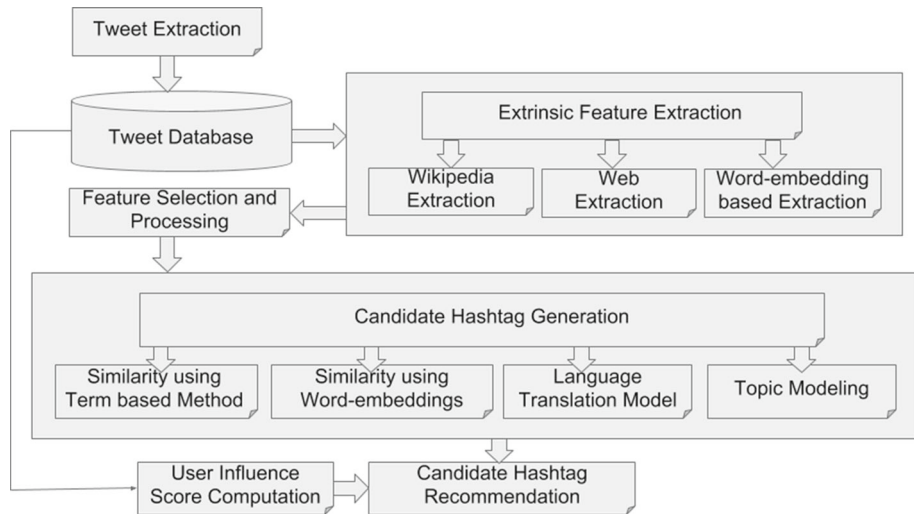 Tweet Extraction
Tweet Database
Extrinsic Feature Extraction
Wikipedia
Extraction
Web
Extraction
Word-embedding
based Extraction
Feature Selection and
Processing
Candidate Hashtag Generation
Similarity using
Term based Method
Similarity using
Word-embeddings
Language
Translation Model
Topic Modeling
User Influence
Score Computation
Candidate Hashtag
Recommendation